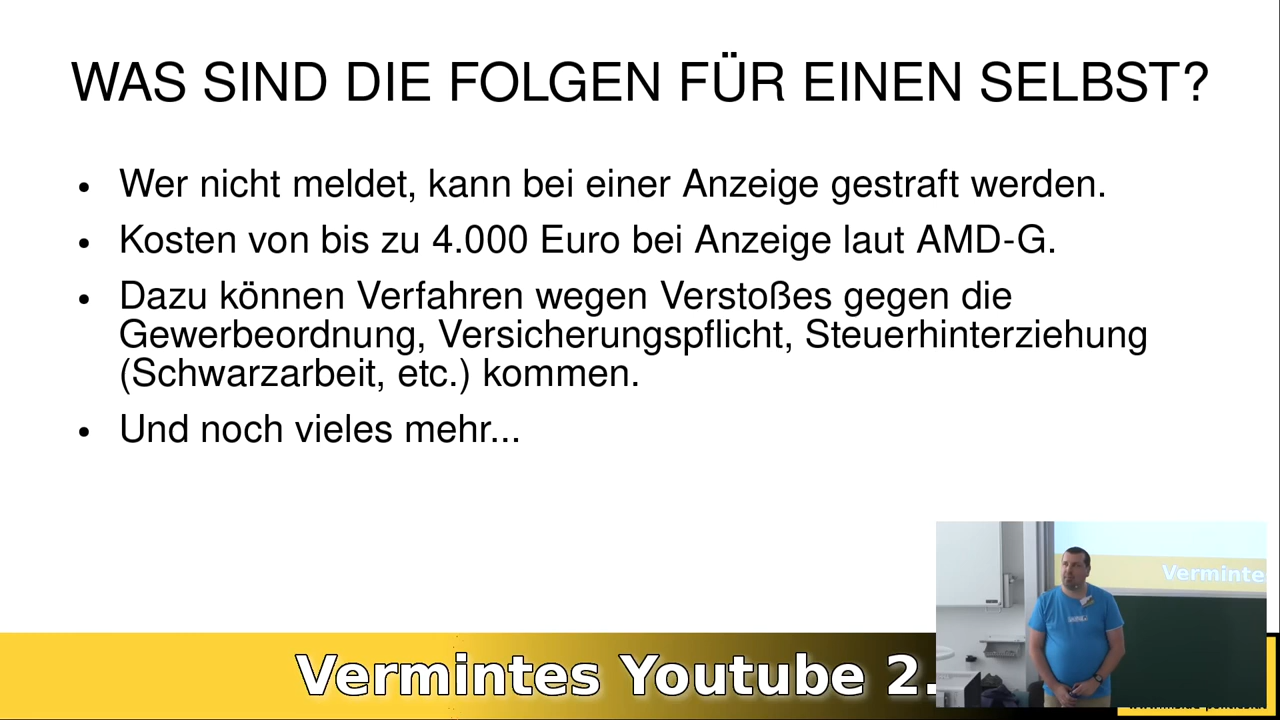 WAS SIND DIE FOLGEN FÜR EINEN SELBST?
• Wer nicht meldet, kann bei einer Anzeige gestraft werden.
• Kosten von bis zu 4.000 Euro bei Anzeige laut AMD-G.
• Dazu können Verfahren wegen Verstoßes gegen die
Gewerbeordnung, Versicherungspflicht, Steuerhinterziehung
(Schwarzarbeit, etc.) kommen.
• Und noch vieles mehr...
Verminte
Vermintes Youtube 2.